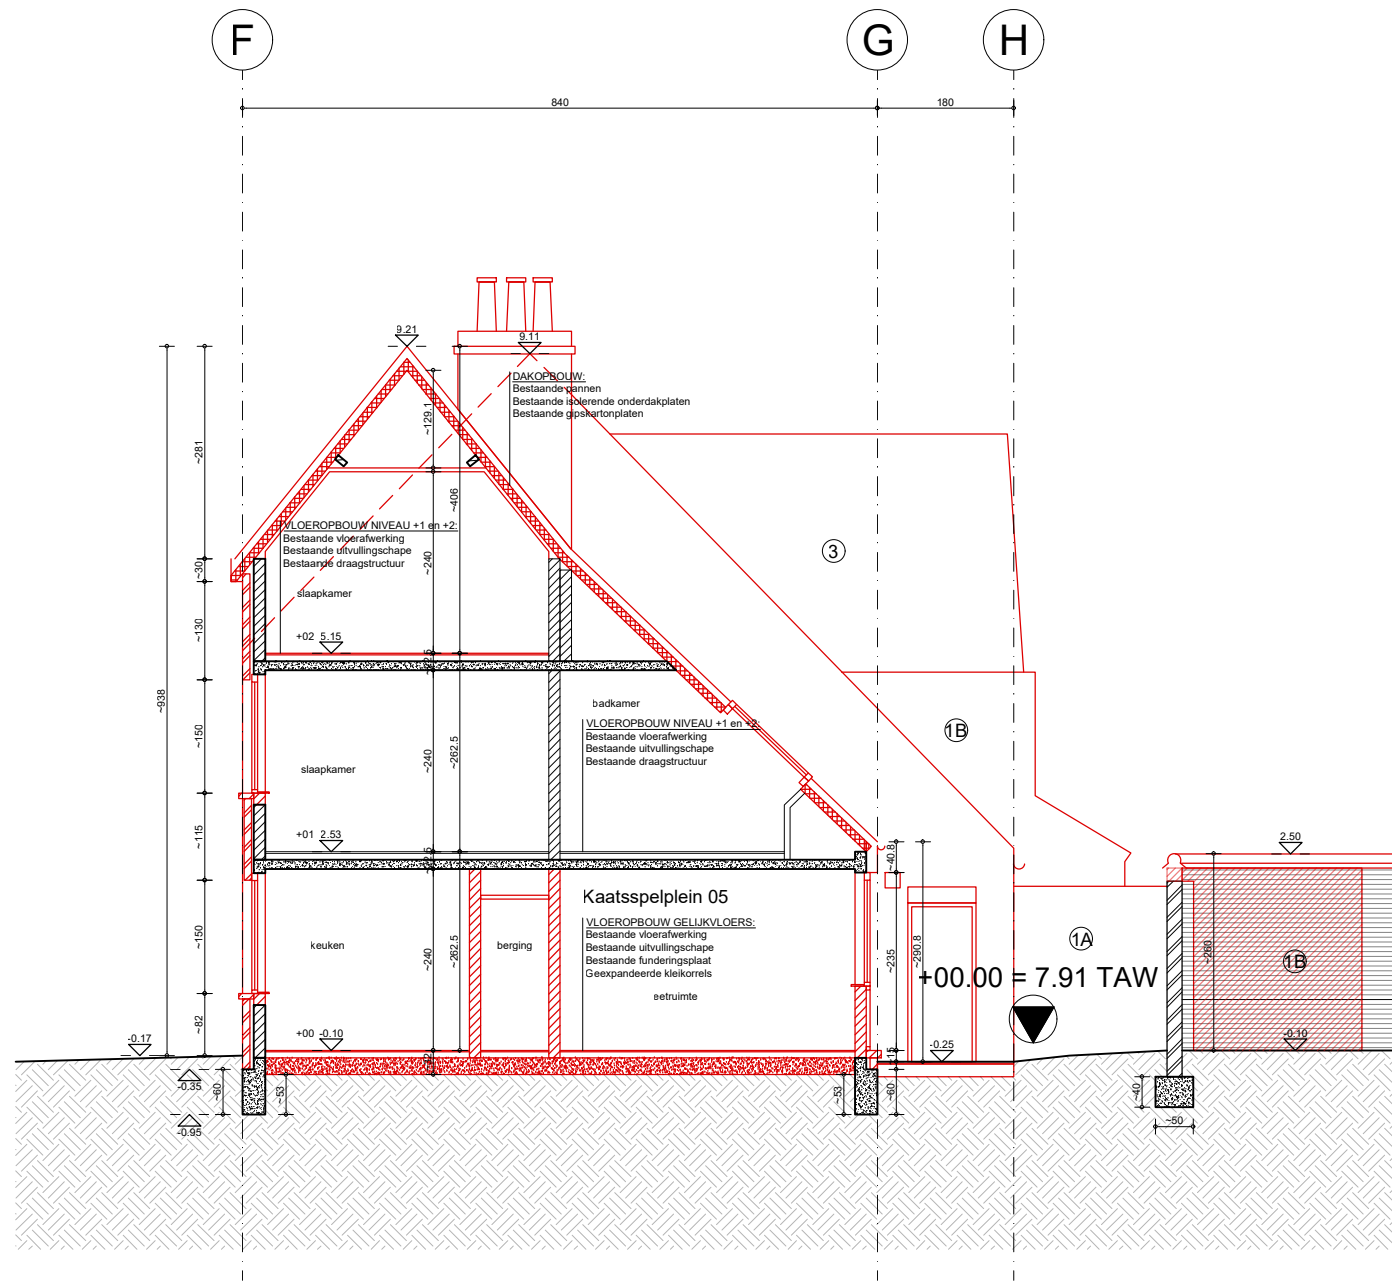 F
G
H
840
180
9.21
9.11
DAKOPBOUW:
Bestaande pannen
Bestaande isolerende onderdakplaten
Bestaande gipskartonplaten
~129.1
~281
~406
3
VLOEROPBOUW NIVEAU +1 en +2:
Bestaande vloerafwerking
Bestaande uitvullingschape
Bestaande draagstructuur
~30
~240
slaapkamer
~130
+02 5.15
~938
badkamer
VLOEROPBOUW NIVEAU +1 en +2:
Bestaande vloerafwerking
Bestaande uitvullingschape
Bestaande draagstructuur
1B
~150
~240
~262.5
slaapkamer
~115
+01 2.53
~40.8
2.50
Kaatsspelplein 05
VLOEROPBOUW GELIJKVLOERS:
Bestaande vloerafwerking
Bestaande uitvullingschape
Bestaande funderingsplaat
Geexpandeerde kleikorrels
keuken
berging
eetruimte
~150
~240
~262.5
~235
~290.8
1A
~260
1B
+00.00 = 7.91 TAW
~82
-0.17
+00 -0.10
-0.25
-0.10
15
-0.35
~60
~53
~53
~60
~40
-0.95
~50